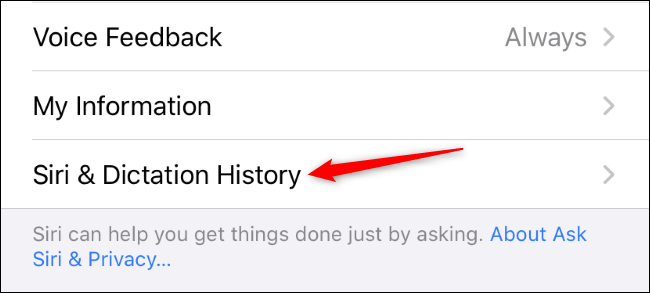 Voice Feedback Always
My Information
Siri & Dictation History
Siri can help you get things done just by asking. About Ask
Siri & Privacy...